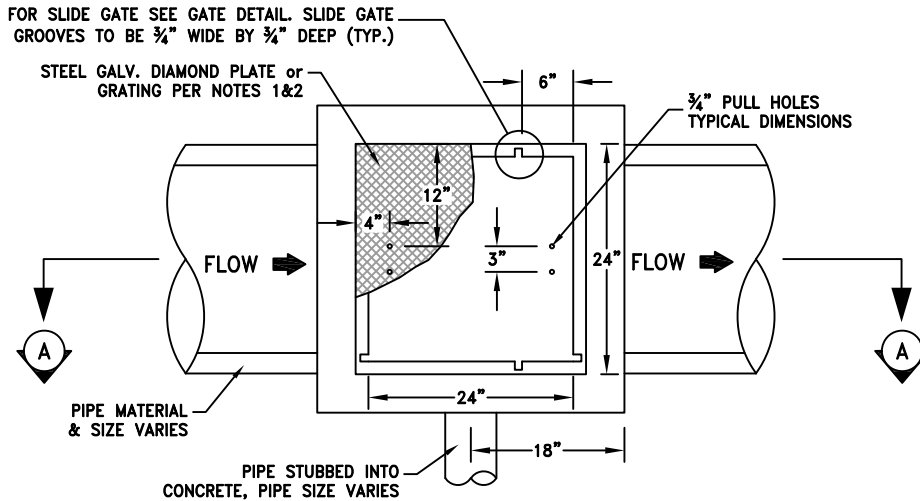 FOR SLIDE GATE SEE GATE DETAIL. SLIDE GATE
GROOVES TO BE ¾” WIDE BY ¾” DEEP (TYP.)
STEEL GALV. DIAMOND PLATE or
GRATING PER NOTES 1&2
6”
¾” PULL HOLES
TYPICAL DIMENSIONS
12”
4”
3”
24”
FLOW
FLOW
A
A
24”
PIPE MATERIAL
& SIZE VARIES
18”
PIPE STUBBED INTO
CONCRETE, PIPE SIZE VARIES